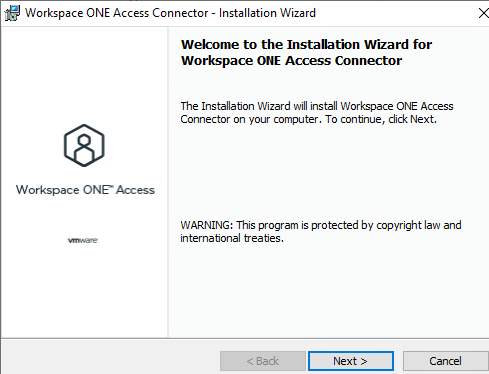 Workspace ONE Access Connector - Installation Wizard
Welcome to the Installation Wizard for
Workspace ONE Access Connector
The Installation Wizard will install Workspace ONE Access
Connector on your computer. To continue, click Next.
Workspace ONE™ Access
vmware
WARNING: This program is protected by copyright law and
international treaties.
< Back
Next >
Cancel